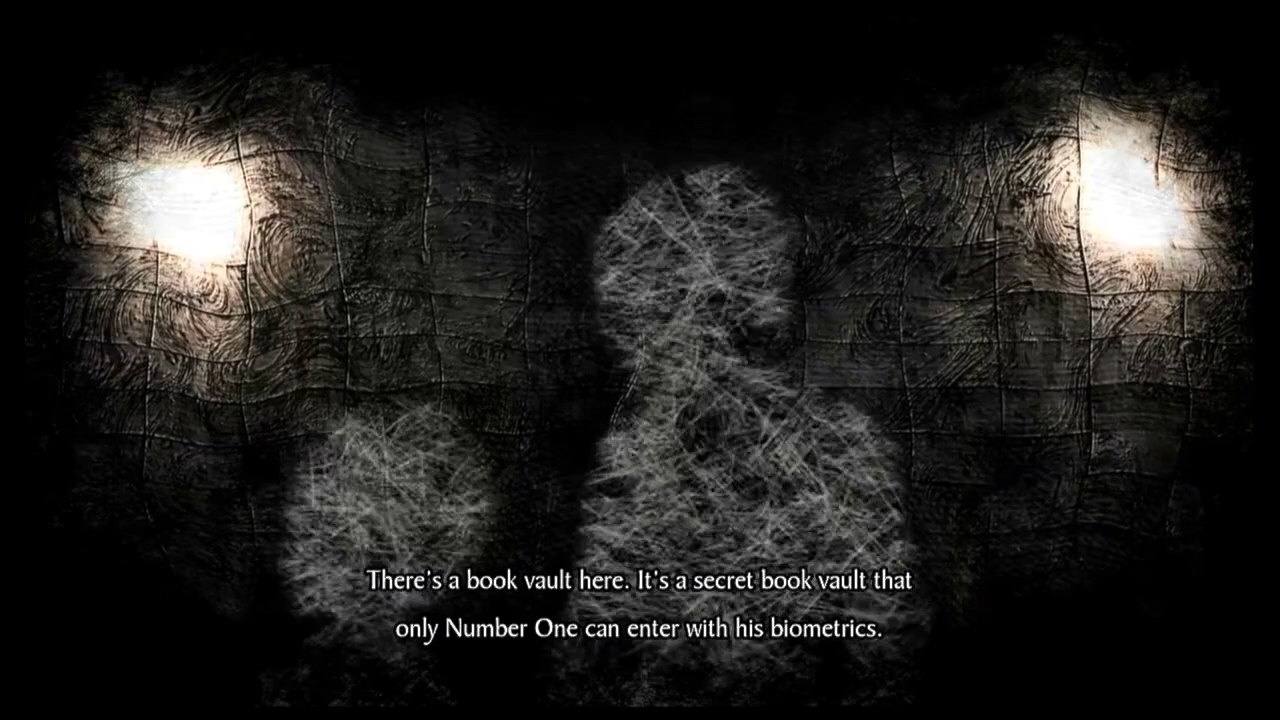 There's a book vault here. It's a secret book vault that
only Number One can enter with his biometrics.